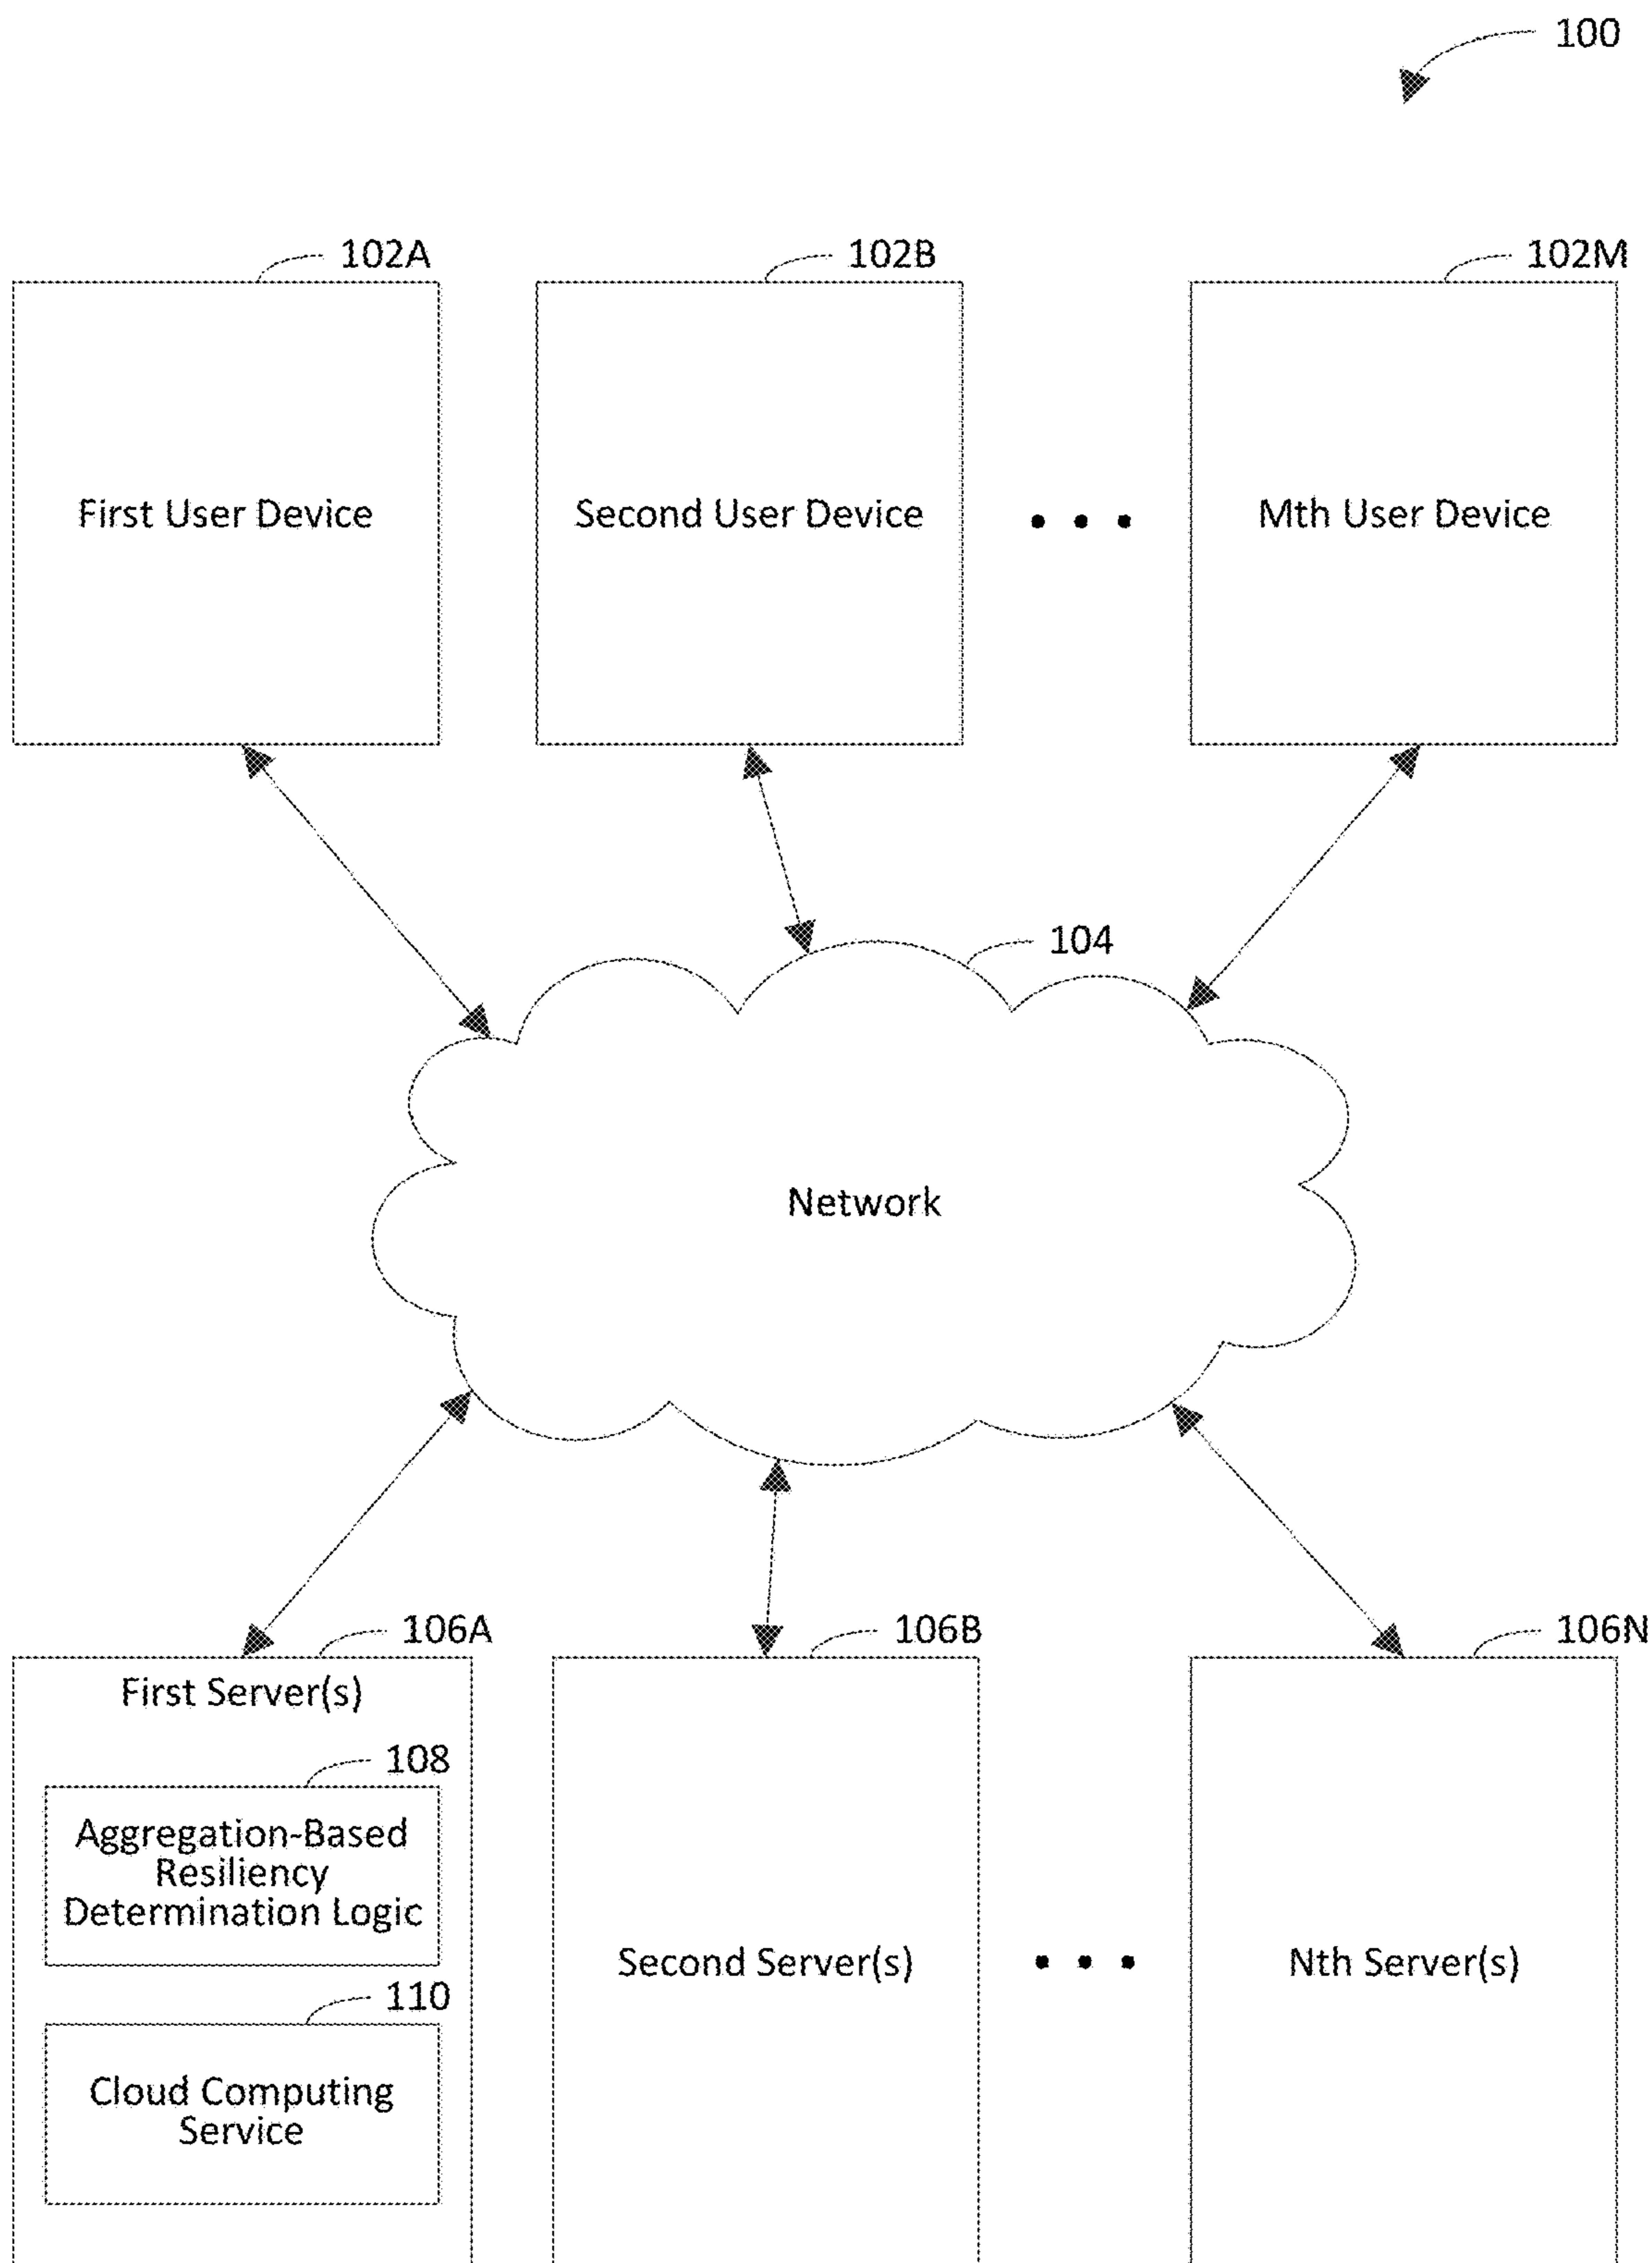 100
102A
102B
102M
First User Device
Second User Device
Mth User Device
104
Network
106A
106B
106N
First Server(s)
108
Aggregation-Based
Resiliency
Determination Logic
Second Server(s)
Nth Server(s)
110
Cloud Computing
Service